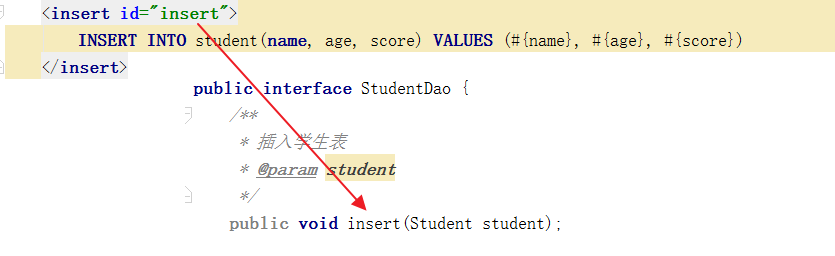 <insert id="insert">
INSERT INTO student(name, age, score) VALUES (#{name}, #{age}, #{score})
</insert>
public interface StudentDao {
/**
* 插入学生表
* @param student
*/
public void insert(Student student);